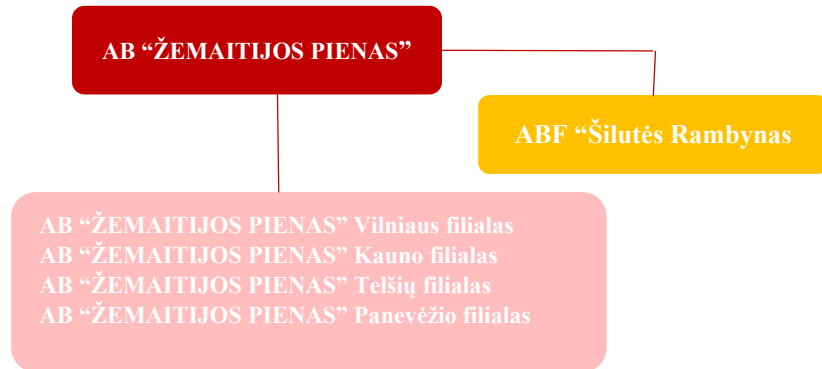 AB “ŽEMAITIJOS PIENAS”
ABF “Šilutės Rambynas
AB “ŽEMAITIJOS PIENAS” Vilniaus filialas
AB “ŽEMAITIJOS PIENAS” Kauno filialas
AB “ŽEMAITIJOS PIENAS” Telšių filialas
AB “ŽEMAITIJOS PIENAS” Panevėžio filialas